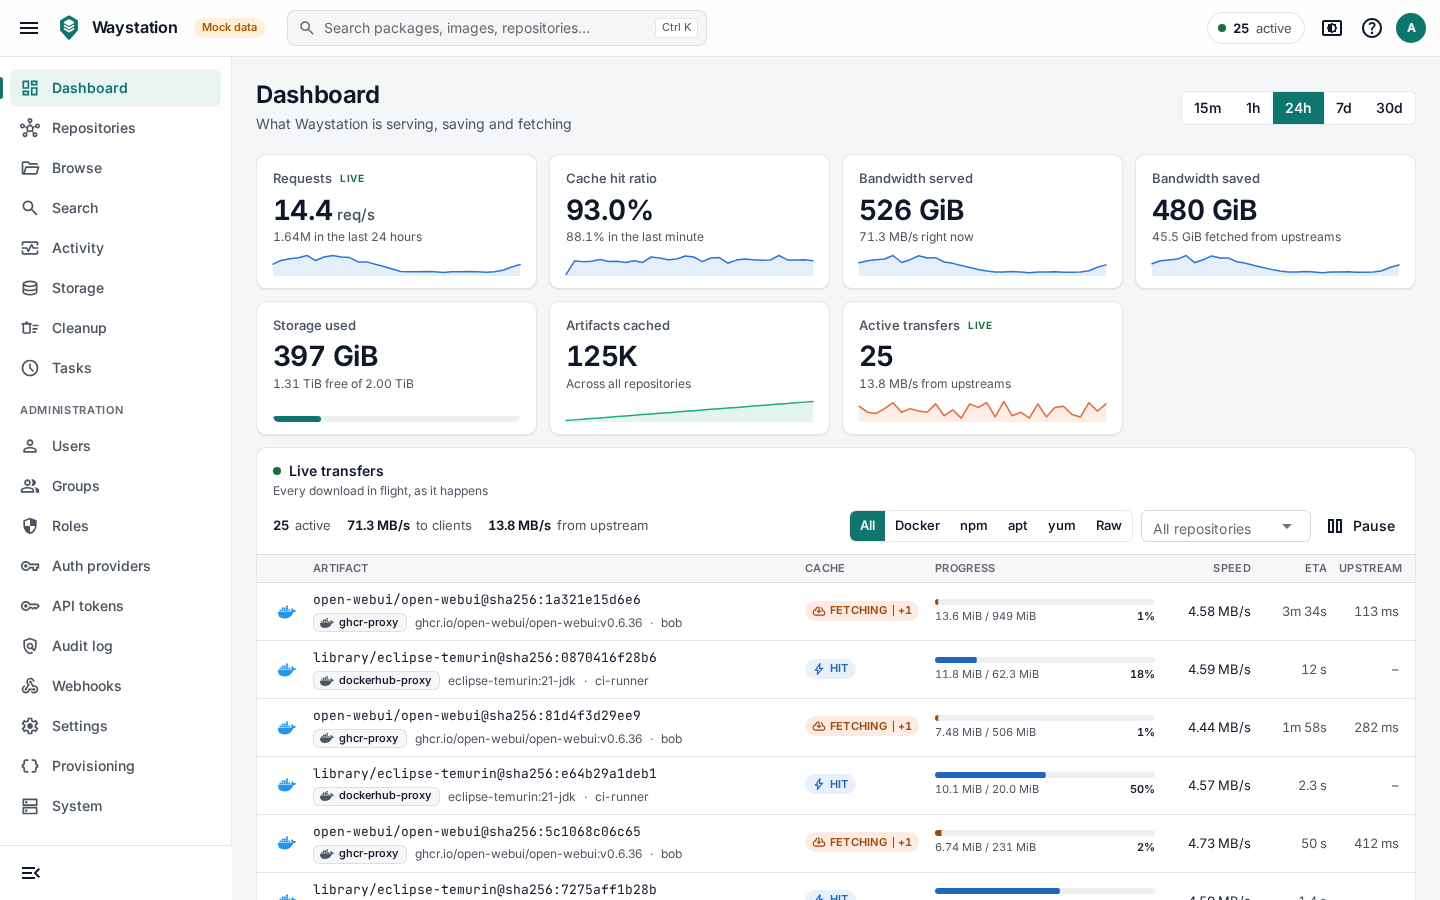 Waystation
Mock data
Search packages, images, repositories...
Ctrl K
25 active
A
Dashboard
Repositories
Browse
Search
Activity
Storage
Cleanup
Tasks
ADMINISTRATION
Users
Groups
Roles
Auth providers
API tokens
Audit log
Webhooks
Settings
Provisioning
System
Dashboard
What Waystation is serving, saving and fetching
15m 1h 24h 7d 30d
Requests LIVE
14.4 req/s
1.64M in the last 24 hours
Cache hit ratio
93.0%
88.1% in the last minute
Bandwidth served
526 GiB
71.3 MB/s right now
Bandwidth saved
480 GiB
45.5 GiB fetched from upstreams
Storage used
397 GiB
1.31 TiB free of 2.00 TiB
Artifacts cached
125K
Across all repositories
Active transfers LIVE
25
13.8 MB/s from upstreams
Live transfers
Every download in flight, as it happens
25 active 71.3 MB/s to clients 13.8 MB/s from upstream
All Docker npm apt yum Raw
All repositories
Pause
ARTIFACT CACHE PROGRESS SPEED ETA UPSTREAM
open-webui/open-webui@sha256:1a321e15d6e6
ghcr-proxy ghcr.io/open-webui/open-webui:v0.6.36 · bob
FETCHING +1
13.6 MiB / 949 MiB 1%
4.58 MB/s 3m 34s 113 ms
library/eclipse-temurin@sha256:0870416f28b6
dockerhub-proxy eclipse-temurin:21-jdk · ci-runner
HIT
11.8 MiB / 62.3 MiB 18%
4.59 MB/s 12 s –
open-webui/open-webui@sha256:81d4f3d29ee9
ghcr-proxy ghcr.io/open-webui/open-webui:v0.6.36 · bob
FETCHING +1
7.48 MiB / 506 MiB 1%
4.44 MB/s 1m 58s 282 ms
library/eclipse-temurin@sha256:e64b29a1deb1
dockerhub-proxy eclipse-temurin:21-jdk · ci-runner
HIT
10.1 MiB / 20.0 MiB 50%
4.57 MB/s 2.3 s –
open-webui/open-webui@sha256:5c1068c06c65
ghcr-proxy ghcr.io/open-webui/open-webui:v0.6.36 · bob
FETCHING +1
6.74 MiB / 231 MiB 2%
4.73 MB/s 50 s 412 ms
library/eclipse-temurin@sha256:7275aff1b28b
HIT